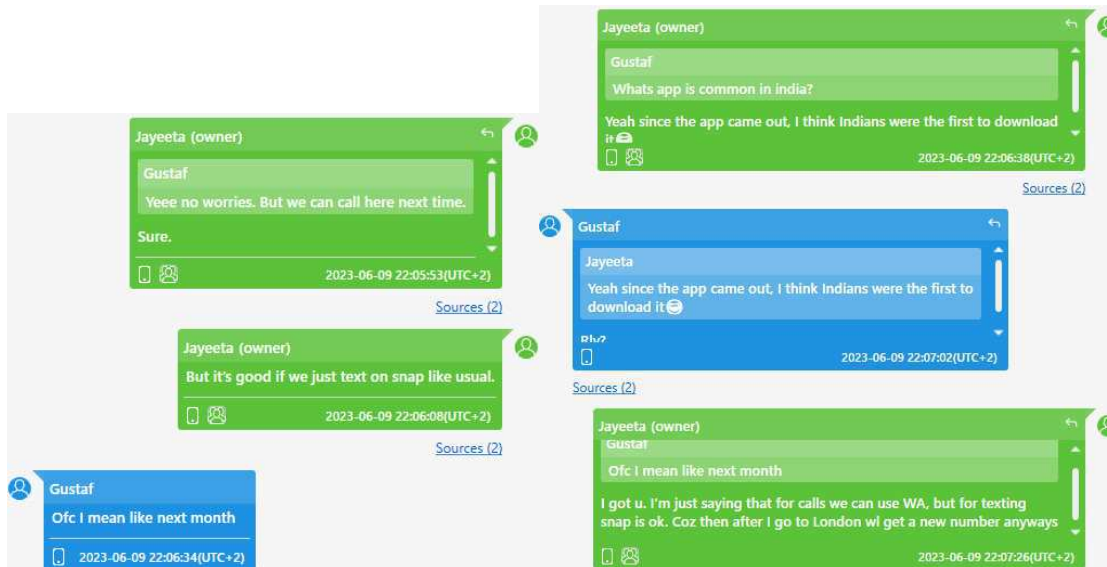 Jayeeta (owner)
Gustaf
Yeee no worries. But we can call here next time.
Sure.
2023-06-09 22:05:53(UTC+2)
Sources (2)
Jayeeta (owner)
But it's good if we just text on snap like usual.
2023-06-09 22:06:08(UTC+2)
Sources (2)
Gustaf
Ofc I mean like next month
2023-06-09 22:06:34(UTC+2)
Jayeeta (owner)
Gustaf
Whats app is common in india?
Yeah since the app came out, I think Indians were the first to download
it😂
2023-06-09 22:06:38(UTC+2)
Sources (2)
Gustaf
Jayeeta
Yeah since the app came out, I think Indians were the first to
download it😂
Rly?
2023-06-09 22:07:02(UTC+2)
Sources (2)
Jayeeta (owner)
Gustaf
Ofc I mean like next month
I got u. I'm just saying that for calls we can use WA, but for texting
snap is ok. Coz then after I go to London wl get a new number anyways
2023-06-09 22:07:26(UTC+2)